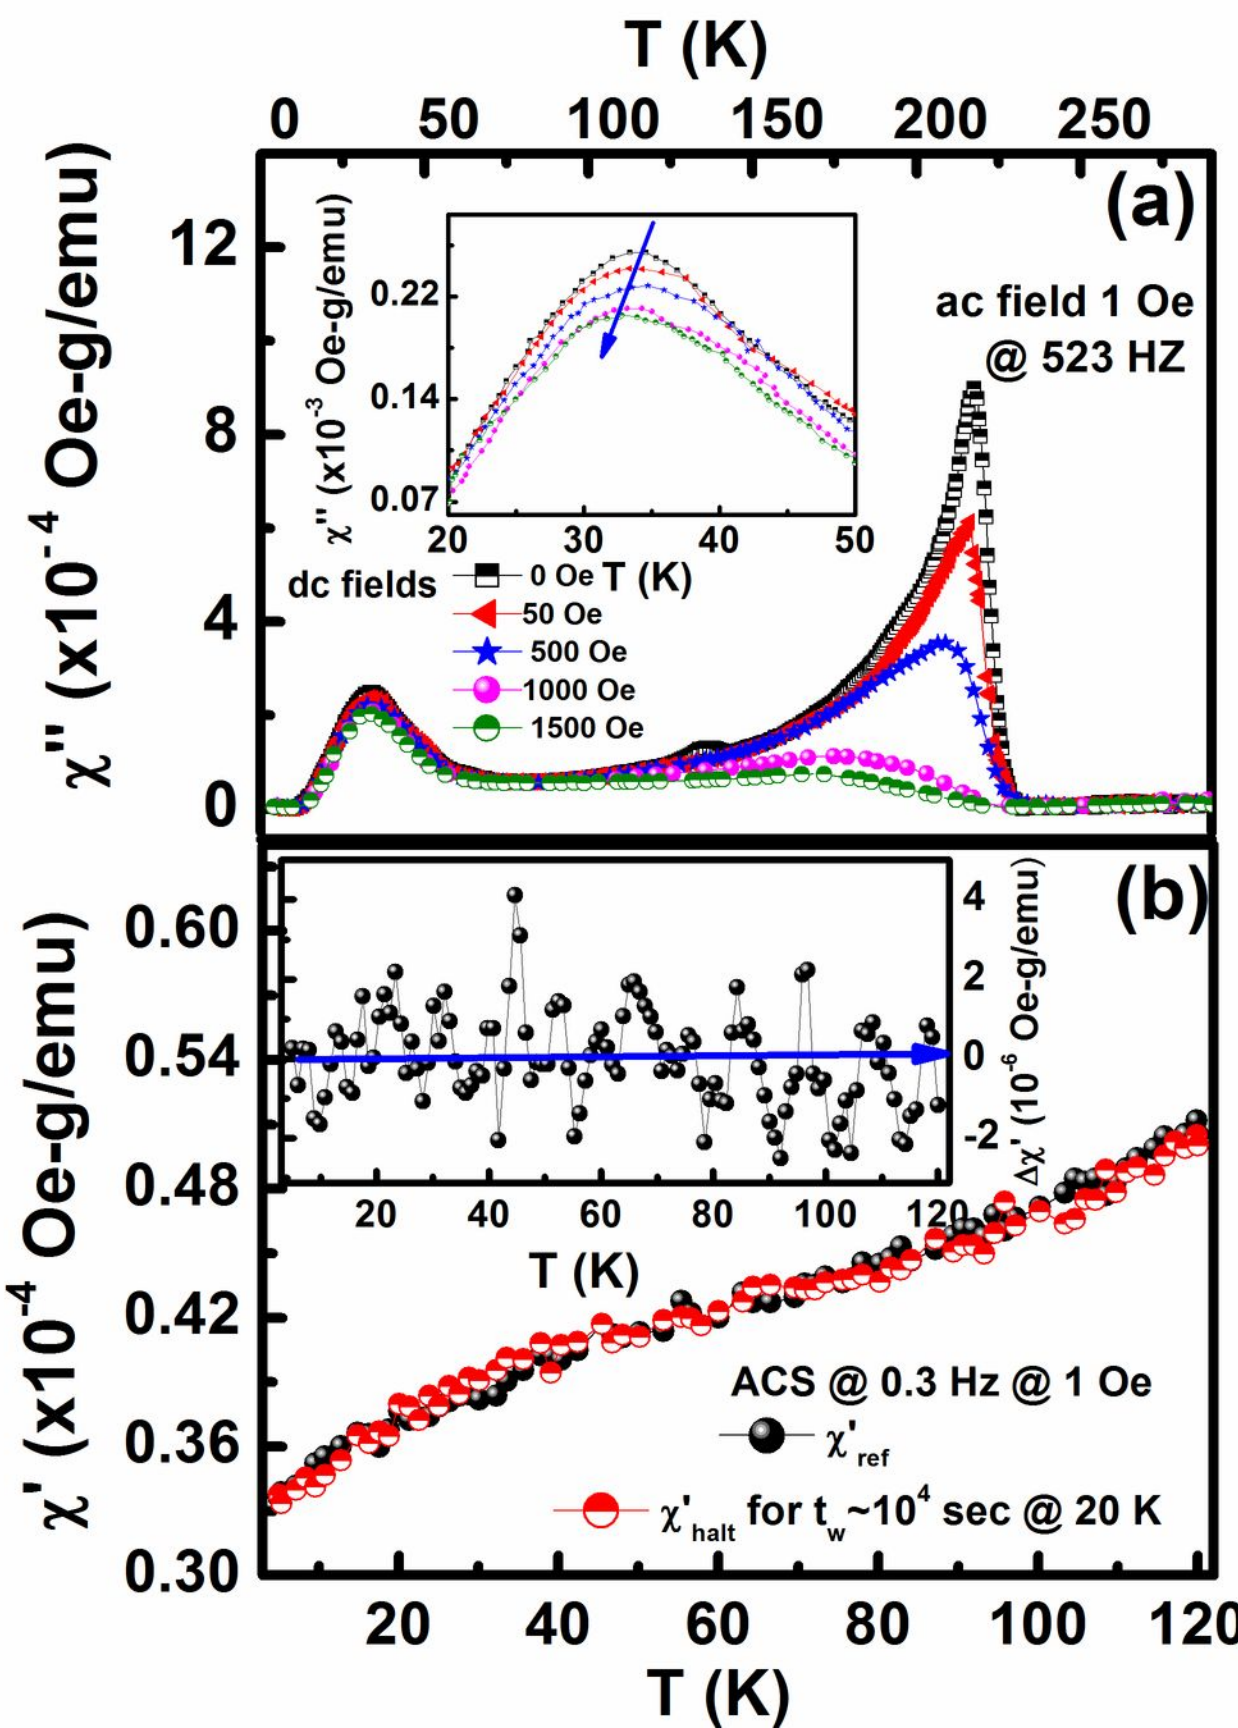 T (K)
0 50 100 150 200 250
(a)
χ'' (x10⁻⁴ Oe-g/emu)
12
8
4
0
ac field 1 Oe
@ 523 HZ
χ'' (x10⁻³ Oe-g/emu)
0.22
0.14
0.07
20 30 40 50
T (K)
dc fields
0 Oe
50 Oe
500 Oe
1000 Oe
1500 Oe
(b)
χ' (x10⁻⁴ Oe-g/emu)
0.60
0.54
0.48
0.42
0.36
0.30
4
2
0
-2
Δχ' (10⁻⁶ Oe-g/emu)
20 40 60 80 100 120
T (K)
ACS @ 0.3 Hz @ 1 Oe
χ'ref
χ'halt for tw~10⁴ sec @ 20 K
20 40 60 80 100 120
T (K)